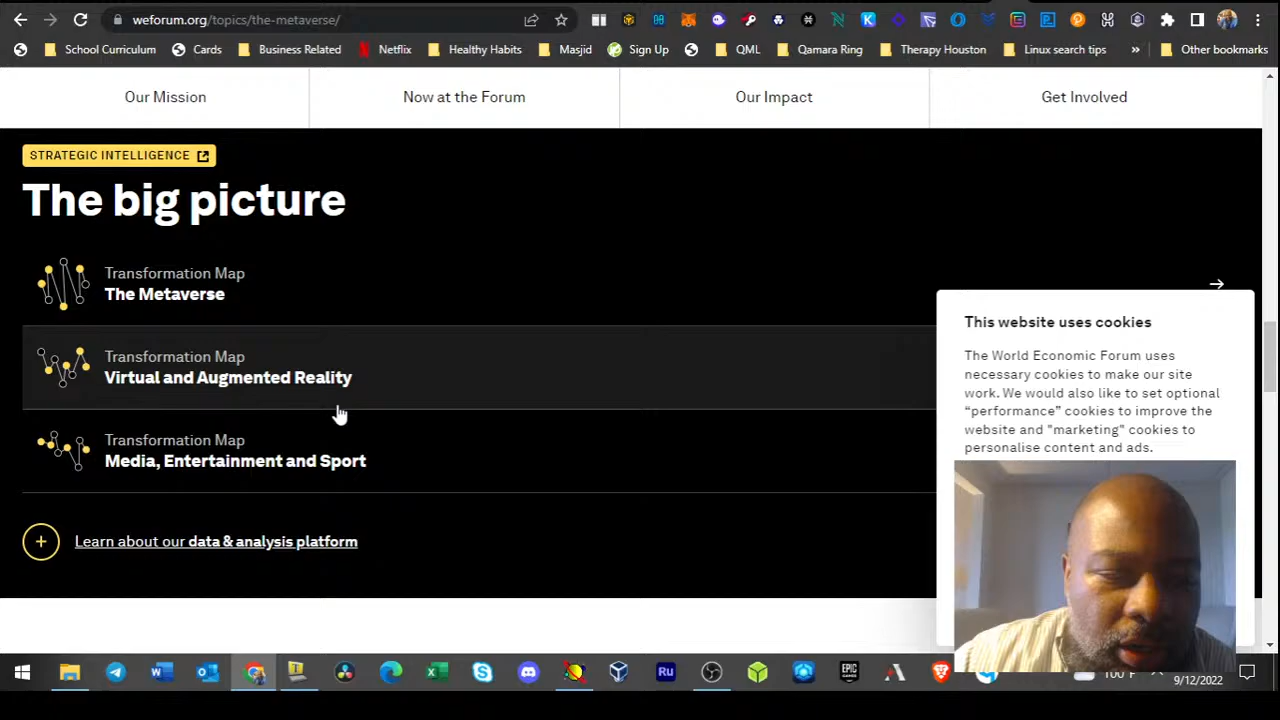 weforum.org/topics/the-metaverse/
School Curriculum
Cards
Business Related
Netflix
Healthy Habits
Masjid
Sign Up
QML
Qamara Ring
Therapy Houston
Linux search tips
»
Other bookmarks
Our Mission
Now at the Forum
Our Impact
Get Involved
STRATEGIC INTELLIGENCE
The big picture
Transformation Map
The Metaverse
Transformation Map
Virtual and Augmented Reality
Transformation Map
Media, Entertainment and Sport
Learn about our data & analysis platform
This website uses cookies
The World Economic Forum uses
necessary cookies to make our site
work. We would also like to set optional
“performance” cookies to improve the
website and "marketing" cookies to
personalise content and ads.
Ru
EPIC
GAMES
9/12/2022